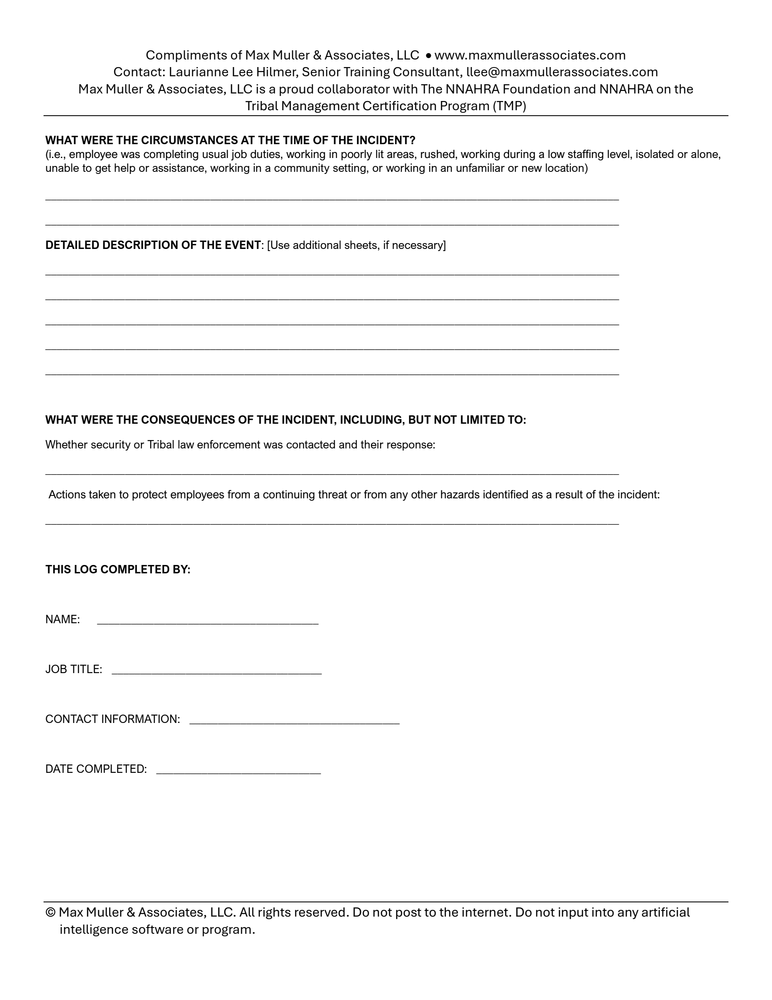 Compliments of Max Muller & Associates, LLC • www.maxmullerassociates.com
Contact: Laurianne Lee Hilmer, Senior Training Consultant, llee@maxmullerassociates.com
Max Muller & Associates, LLC is a proud collaborator with The NNAHRA Foundation and NNAHRA on the
Tribal Management Certification Program (TMP)
WHAT WERE THE CIRCUMSTANCES AT THE TIME OF THE INCIDENT?
(i.e., employee was completing usual job duties, working in poorly lit areas, rushed, working during a low staffing level, isolated or alone,
unable to get help or assistance, working in a community setting, or working in an unfamiliar or new location)
DETAILED DESCRIPTION OF THE EVENT: [Use additional sheets, if necessary]
WHAT WERE THE CONSEQUENCES OF THE INCIDENT, INCLUDING, BUT NOT LIMITED TO:
Whether security or Tribal law enforcement was contacted and their response:
Actions taken to protect employees from a continuing threat or from any other hazards identified as a result of the incident:
THIS LOG COMPLETED BY:
NAME:
JOB TITLE:
CONTACT INFORMATION:
DATE COMPLETED:
© Max Muller & Associates, LLC. All rights reserved. Do not post to the internet. Do not input into any artificial
intelligence software or program.